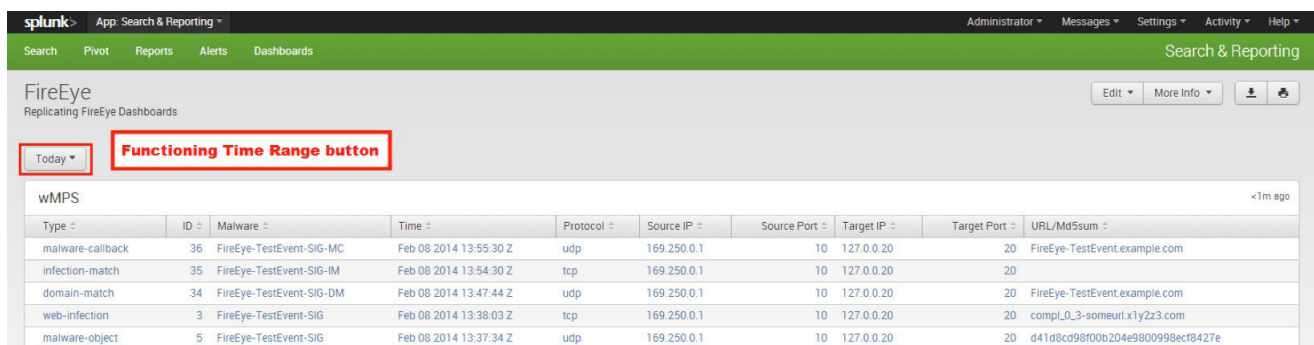 splunk> App: Search & Reporting Administrator Messages Settings Activity Help
Search Pivot Reports Alerts Dashboards Search & Reporting
FireEye Edit More Info
Replicating FireEye Dashboards
Today Functioning Time Range button
wMPS <1m ago
Type ID Malware Time Protocol Source IP Source Port Target IP Target Port URL/Md5sum
malware-callback 36 FireEye-TestEvent-SIG-MC Feb 08 2014 13:55:30 Z udp 169.250.0.1 10 127.0.0.20 20 FireEye-TestEvent.example.com
infection-match 35 FireEye-TestEvent-SIG-IM Feb 08 2014 13:54:30 Z tcp 169.250.0.1 10 127.0.0.20 20
domain-match 34 FireEye-TestEvent-SIG-DM Feb 08 2014 13:47:44 Z udp 169.250.0.1 10 127.0.0.20 20 FireEye-TestEvent.example.com
web-infection 3 FireEye-TestEvent-SIG Feb 08 2014 13:38:03 Z tcp 169.250.0.1 10 127.0.0.20 20 compl_0_3-someurl.x1y2z3.com
malware-object 5 FireEye-TestEvent-SIG Feb 08 2014 13:37:34 Z udp 169.250.0.1 10 127.0.0.20 20 d41d8cd98f00b204e9800998ecf8427e